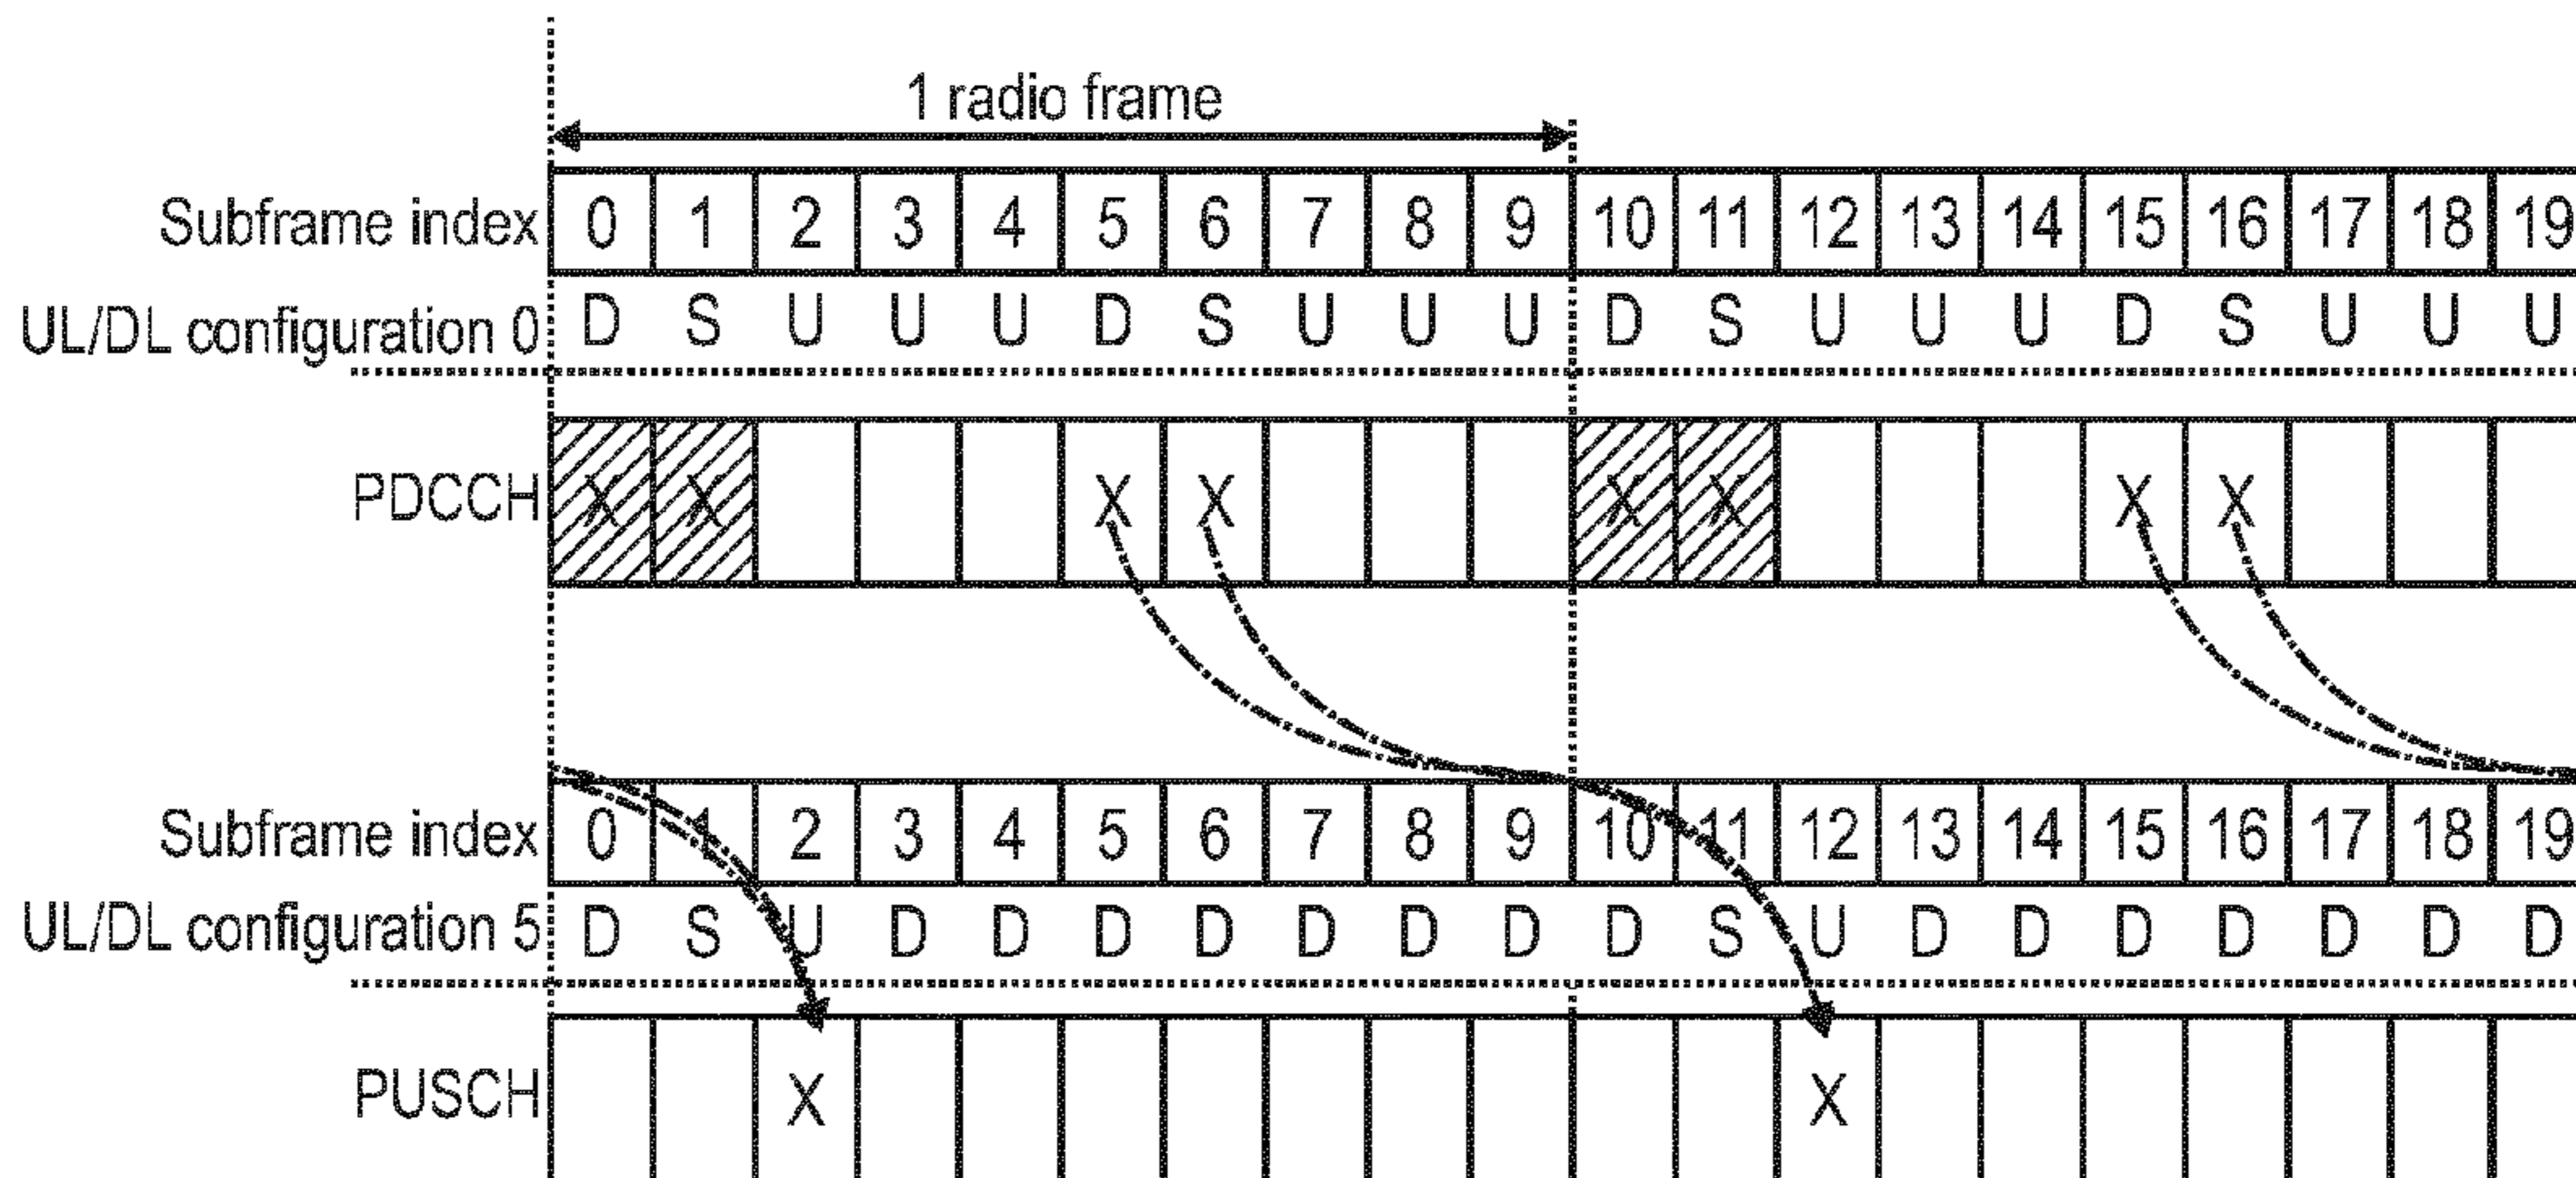 1 radio frame
Subframe index 0 1 2 3 4 5 6 7 8 9 10 11 12 13 14 15 16 17 18 19
UL/DL configuration 0 D S U U U D S U U U D S U U U D S U U U
PDCCH X X X X X X X X
Subframe index 0 1 2 3 4 5 6 7 8 9 10 11 12 13 14 15 16 17 18 19
UL/DL configuration 5 D S U D D D D D D D D S U D D D D D D D
PUSCH X X